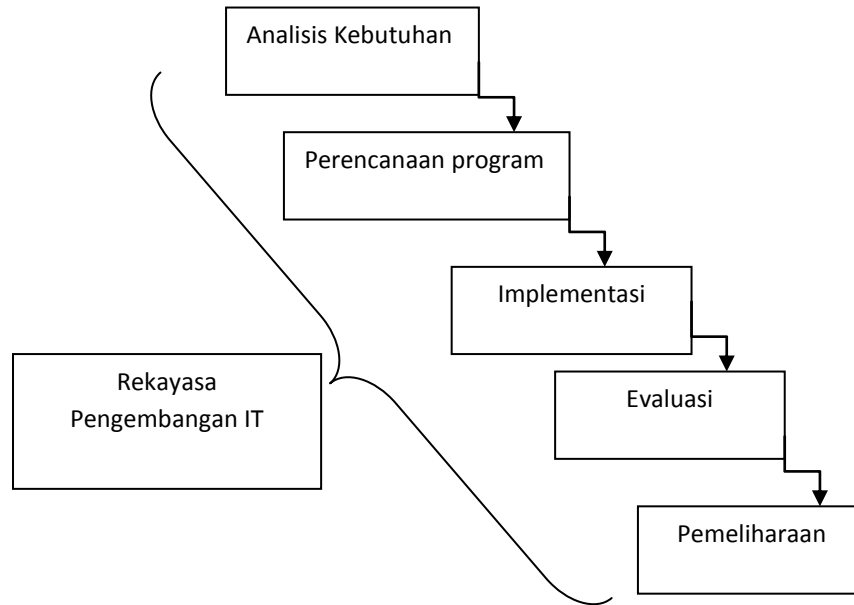 Analisis Kebutuhan
Perencanaan program
Implementasi
Rekayasa
Pengembangan IT
Evaluasi
Pemeliharaan